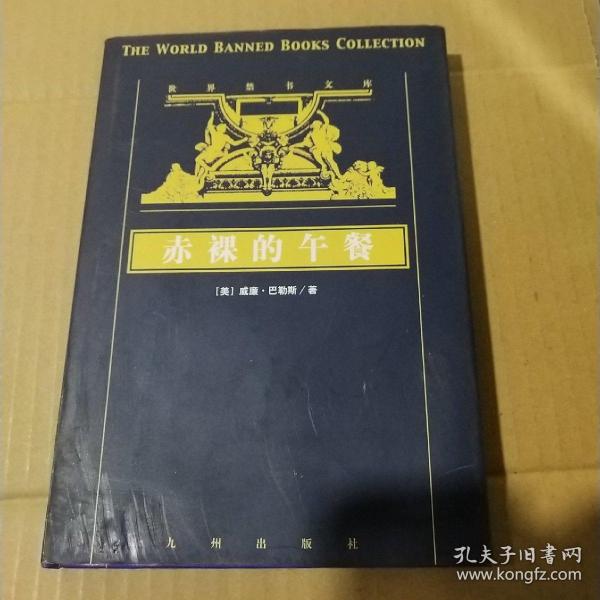 THE WORLD BANNED BOOKS COLLECTION
世界禁书文库
赤裸的午餐
[美] 威廉·巴勒斯/著
九州出版社
孔夫子旧书网
www.kongfz.com